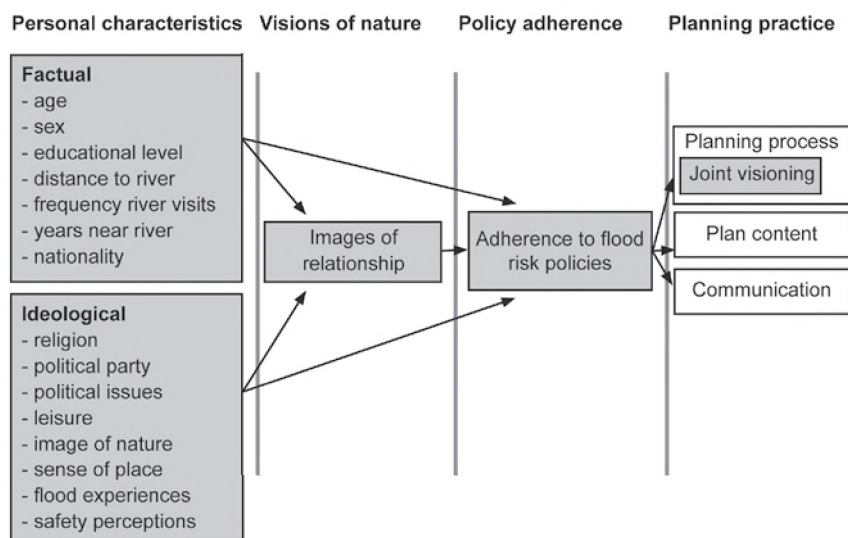 Personal characteristics
Visions of nature
Policy adherence
Planning practice
Factual
- age
- sex
- educational level
- distance to river
- frequency river visits
- years near river
- nationality
Ideological
- religion
- political party
- political issues
- leisure
- image of nature
- sense of place
- flood experiences
- safety perceptions
Images of
relationship
Adherence to flood
risk policies
Planning process
Joint visioning
Plan content
Communication